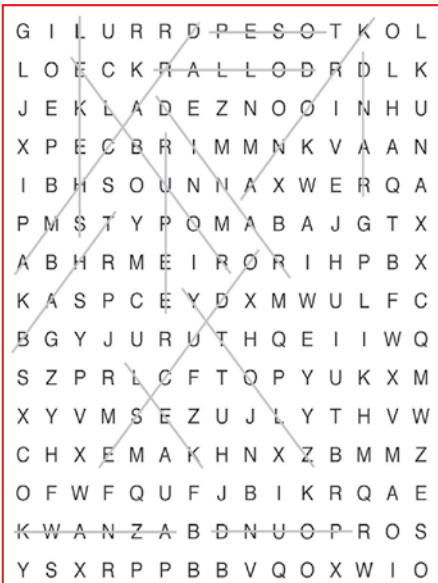 G I L U R R D P E S O T K O L
L O E C K R A L L O D R D L K
J E K L A D E Z N O O I N H U
X P E C B R I M M N K V A A N
I B H S O U N N A X W E R Q A
P M S T Y P O M A B A J G T X
A B H R M E I R O R I H P B X
K A S P C E Y D X M W U L F C
B G Y J U R U T H Q E I I W Q
S Z P R L C F T O P Y U K X M
X Y V M S E Z U J L Y T H V W
C H X E M A K H N X Z B M M Z
O F W F Q U F J B I K R Q A E
K W A N Z A B D N U O P R O S
Y S X R P P B B V Q O X W I O